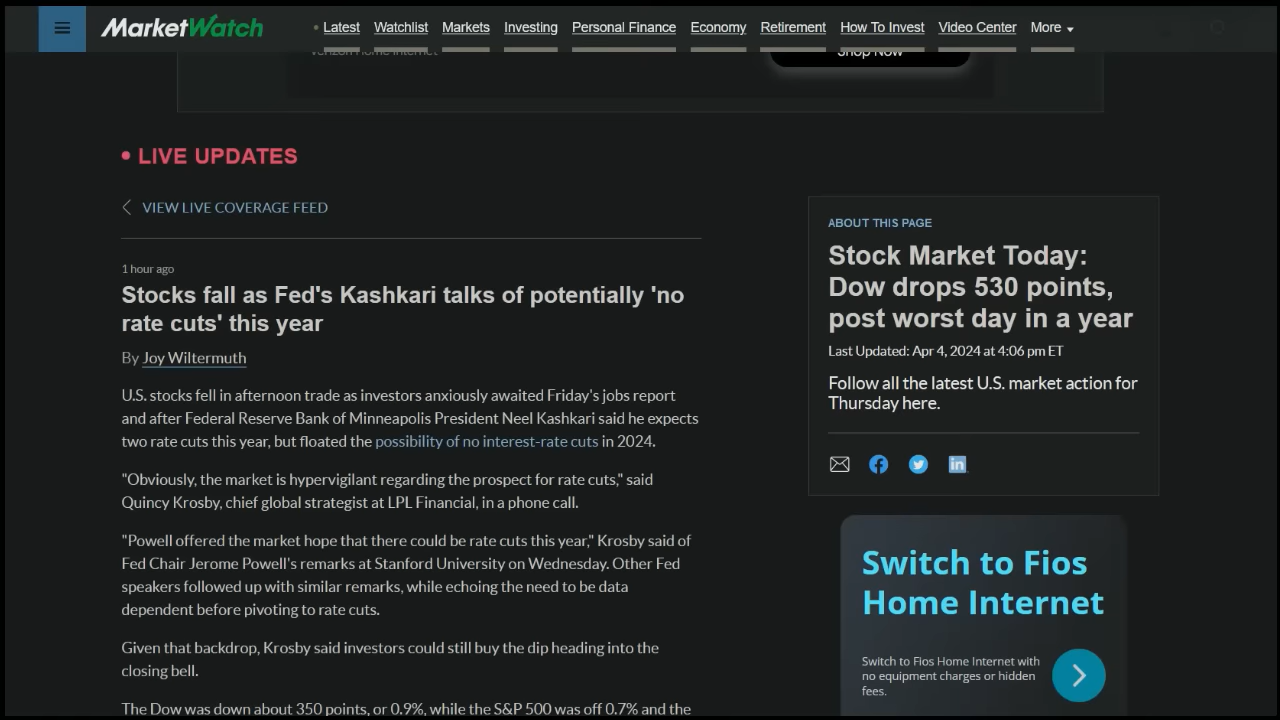 MarketWatch
Latest
Watchlist
Markets
Investing
Personal Finance
Economy
Retirement
How To Invest
Video Center
More
Verizon Home Internet
Shop Now
• LIVE UPDATES
VIEW LIVE COVERAGE FEED
1 hour ago
Stocks fall as Fed's Kashkari talks of potentially 'no
rate cuts' this year
By Joy Wiltermuth
U.S. stocks fell in afternoon trade as investors anxiously awaited Friday's jobs report
and after Federal Reserve Bank of Minneapolis President Neel Kashkari said he expects
two rate cuts this year, but floated the possibility of no interest-rate cuts in 2024.
"Obviously, the market is hypervigilant regarding the prospect for rate cuts," said
Quincy Krosby, chief global strategist at LPL Financial, in a phone call.
"Powell offered the market hope that there could be rate cuts this year," Krosby said of
Fed Chair Jerome Powell's remarks at Stanford University on Wednesday. Other Fed
speakers followed up with similar remarks, while echoing the need to be data
dependent before pivoting to rate cuts.
Given that backdrop, Krosby said investors could still buy the dip heading into the
closing bell.
The Dow was down about 350 points, or 0.9%, while the S&P 500 was off 0.7% and the
ABOUT THIS PAGE
Stock Market Today:
Dow drops 530 points,
post worst day in a year
Last Updated: Apr 4, 2024 at 4:06 pm ET
Follow all the latest U.S. market action for
Thursday here.
in
Switch to Fios
Home Internet
Switch to Fios Home Internet with
no equipment charges or hidden
fees.